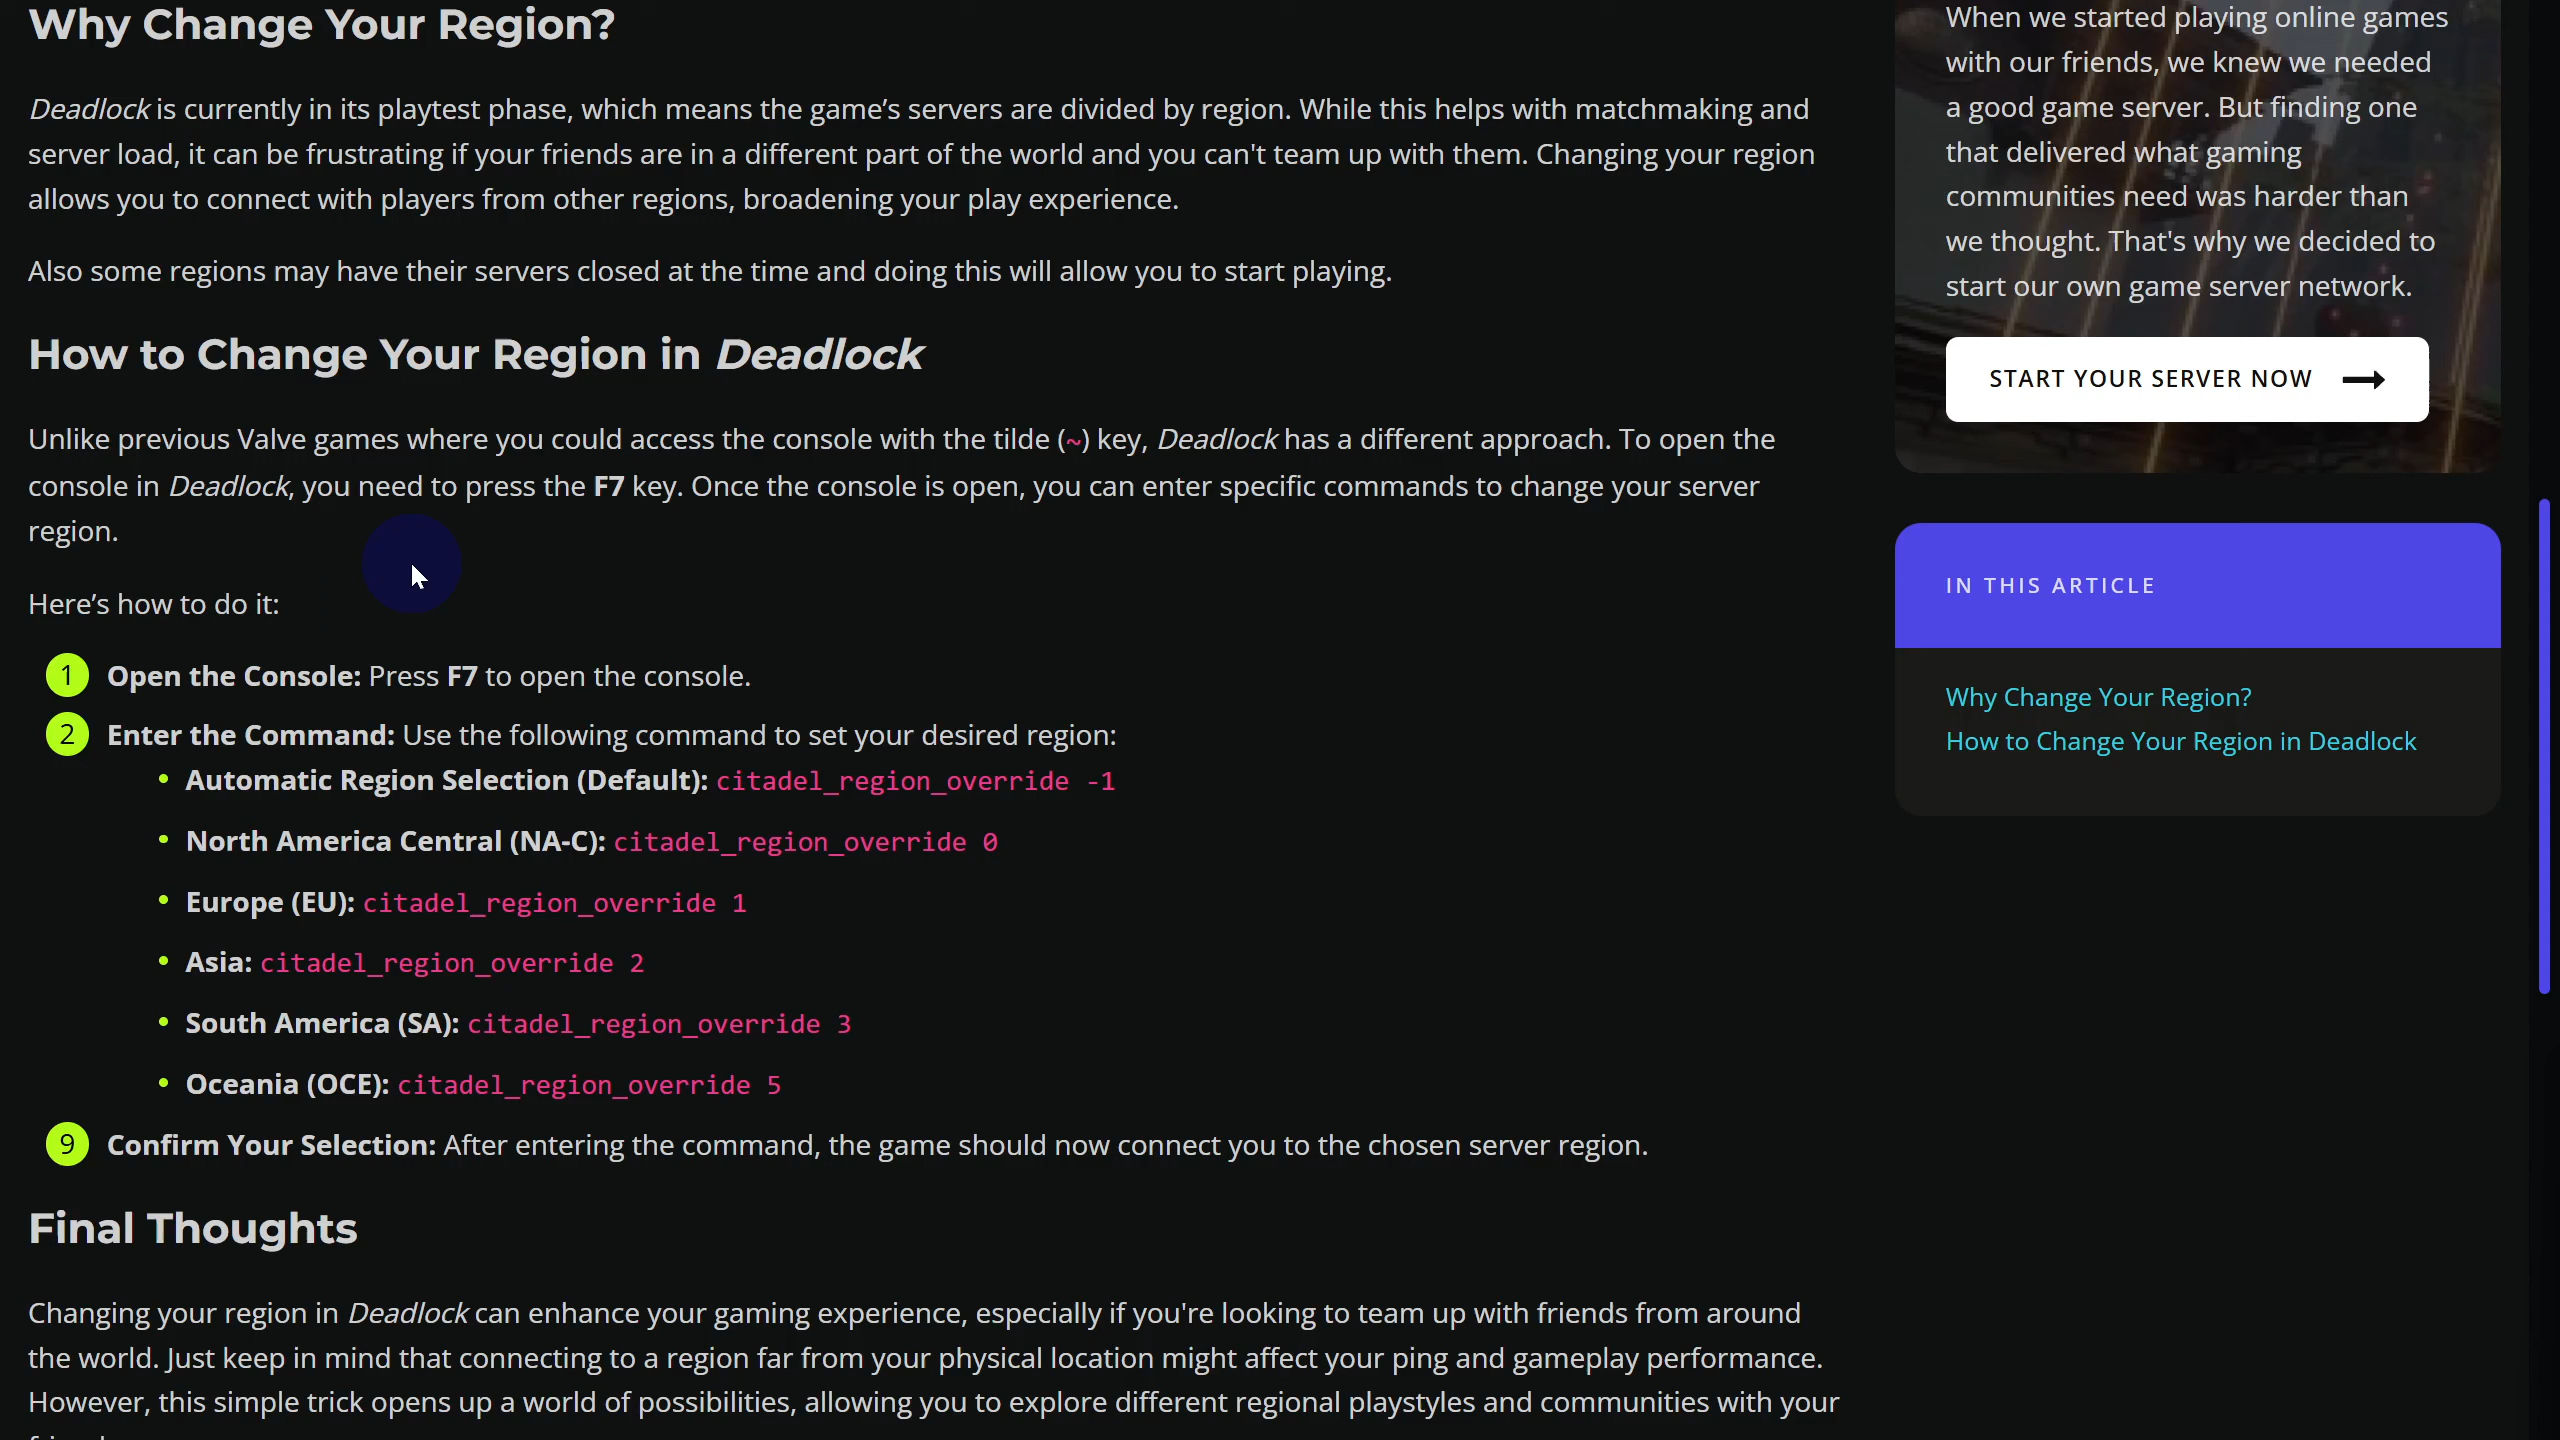 Why Change Your Region?
Deadlock is currently in its playtest phase, which means the game’s servers are divided by region. While this helps with matchmaking and
server load, it can be frustrating if your friends are in a different part of the world and you can't team up with them. Changing your region
allows you to connect with players from other regions, broadening your play experience.
Also some regions may have their servers closed at the time and doing this will allow you to start playing.
How to Change Your Region in Deadlock
Unlike previous Valve games where you could access the console with the tilde (~) key, Deadlock has a different approach. To open the
console in Deadlock, you need to press the F7 key. Once the console is open, you can enter specific commands to change your server
region.
Here’s how to do it:
1 Open the Console: Press F7 to open the console.
2 Enter the Command: Use the following command to set your desired region:
• Automatic Region Selection (Default): citadel_region_override -1
• North America Central (NA-C): citadel_region_override 0
• Europe (EU): citadel_region_override 1
• Asia: citadel_region_override 2
• South America (SA): citadel_region_override 3
• Oceania (OCE): citadel_region_override 5
9 Confirm Your Selection: After entering the command, the game should now connect you to the chosen server region.
Final Thoughts
Changing your region in Deadlock can enhance your gaming experience, especially if you're looking to team up with friends from around
the world. Just keep in mind that connecting to a region far from your physical location might affect your ping and gameplay performance.
However, this simple trick opens up a world of possibilities, allowing you to explore different regional playstyles and communities with your
When we started playing online games
with our friends, we knew we needed
a good game server. But finding one
that delivered what gaming
communities need was harder than
we thought. That's why we decided to
start our own game server network.
START YOUR SERVER NOW
IN THIS ARTICLE
Why Change Your Region?
How to Change Your Region in Deadlock